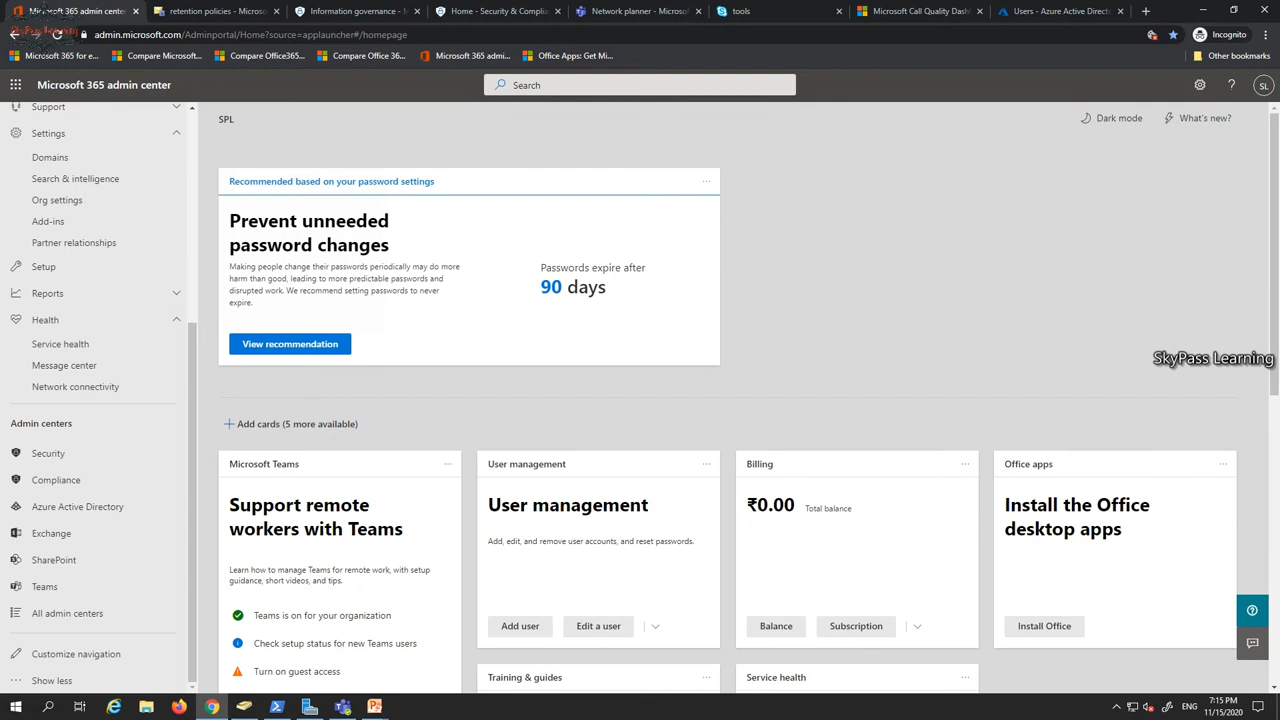 Microsoft 365 admin center
retention policies - Microsoft
Information governance - M
Home - Security & Complian
Network planner - Microsoft
tools
Microsoft Call Quality Dash
Users - Azure Active Director
admin.microsoft.com/Adminportal/Home?source=applauncher#/homepage
Incognito
Microsoft 365 for e...
Compare Microsoft...
Compare Office365...
Compare Office 36...
Microsoft 365 admi...
Office Apps: Get Mi...
Other bookmarks
Microsoft 365 admin center
Search
SL
Support
Settings
Domains
Search & intelligence
Org settings
Add-ins
Partner relationships
Setup
Reports
Health
Service health
Message center
Network connectivity
Admin centers
Security
Compliance
Azure Active Directory
Exchange
SharePoint
Teams
All admin centers
Customize navigation
Show less
SPL
Dark mode
What's new?
Recommended based on your password settings
Prevent unneeded
password changes
Making people change their passwords periodically may do more
harm than good, leading to more predictable passwords and
disrupted work. We recommend setting passwords to never
expire.
Passwords expire after
90 days
View recommendation
SkyPass Learning
Add cards (5 more available)
Microsoft Teams
Support remote
workers with Teams
Learn how to manage Teams for remote work, with setup
guidance, short videos, and tips.
Teams is on for your organization
Check setup status for new Teams users
Turn on guest access
User management
User management
Add, edit, and remove user accounts, and reset passwords.
Add user
Edit a user
Billing
₹0.00 Total balance
Balance
Subscription
Office apps
Install the Office
desktop apps
Install Office
Training & guides
Service health
ENG
7:15 PM
11/15/2020